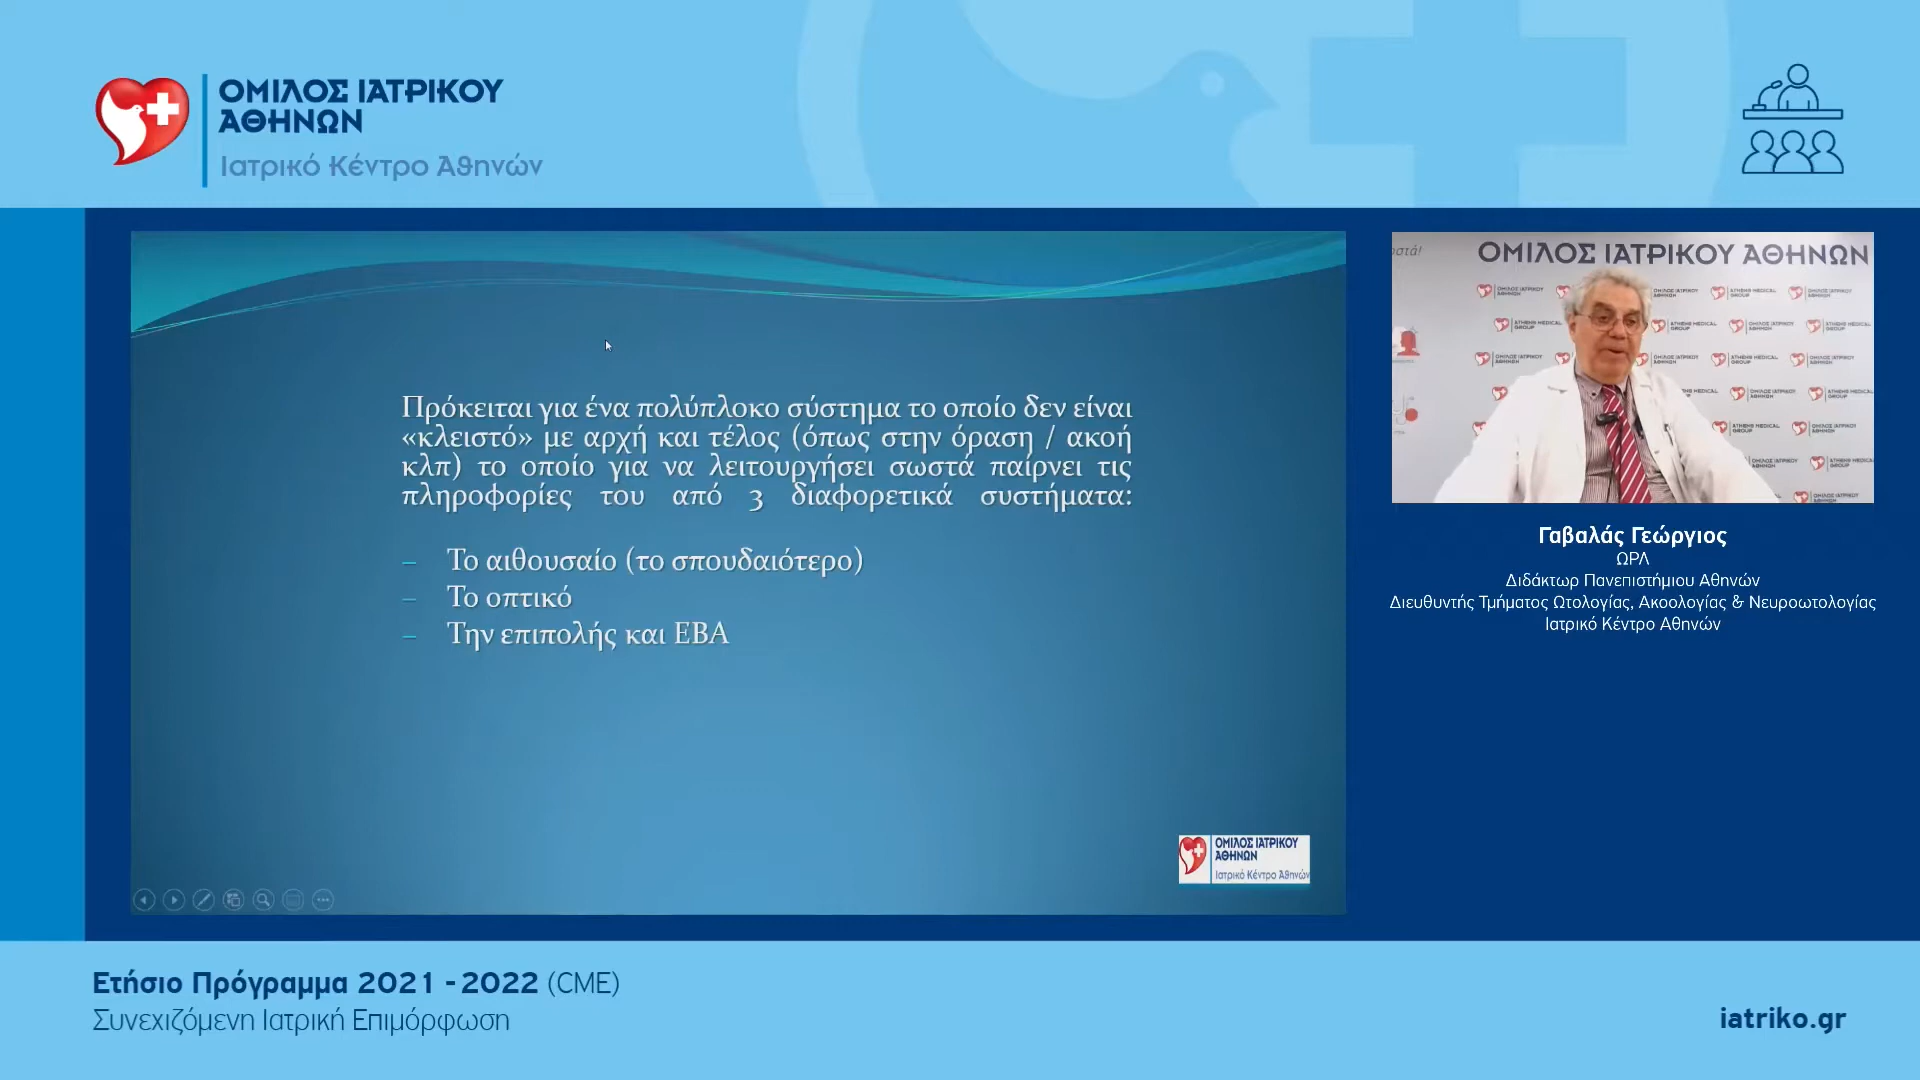 ΟΜΙΛΟΣ ΙΑΤΡΙΚΟΥ
ΑΘΗΝΩΝ
Ιατρικό Κέντρο Αθηνών
Πρόκειται για ένα πολύπλοκο σύστημα το οποίο δεν είναι
«κλειστό» με αρχή και τέλος (όπως στην όραση / ακοή
κλπ) το οποίο για να λειτουργήσει σωστά παίρνει τις
πληροφορίες του από 3 διαφορετικά συστήματα:
– Το αιθουσαίο (το σπουδαιότερο)
– Το οπτικό
– Την επιπολής και ΕΒΑ
ΟΜΙΛΟΣ ΙΑΤΡΙΚΟΥ
ΑΘΗΝΩΝ
Ιατρικό Κέντρο Αθηνών
ΟΜΙΛΟΣ ΙΑΤΡΙΚΟΥ ΑΘΗΝΩΝ
Γαβαλάς Γεώργιος
ΩΡΛ
Διδάκτωρ Πανεπιστήμιου Αθηνών
Διευθυντής Τμήματος Ωτολογίας, Ακοολογίας & Νευροωτολογίας
Ιατρικό Κέντρο Αθηνών
Ετήσιο Πρόγραμμα 2021 - 2022 (CME)
Συνεχιζόμενη Ιατρική Επιμόρφωση
iatriko.gr